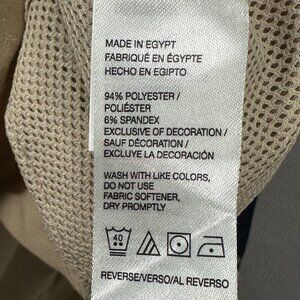 MADE IN EGYPT
FABRIQUÉ EN ÉGYPTE
HECHO EN EGIPTO
94% POLYESTER /
POLIÉSTER
6% SPANDEX
EXCLUSIVE OF DECORATION /
SAUF DÉCORATION /
EXCLUYE LA DECORACIÓN
WASH WITH LIKE COLORS,
DO NOT USE
FABRIC SOFTENER,
DRY PROMPTLY
40
REVERSE/VERSO/AL REVERSO